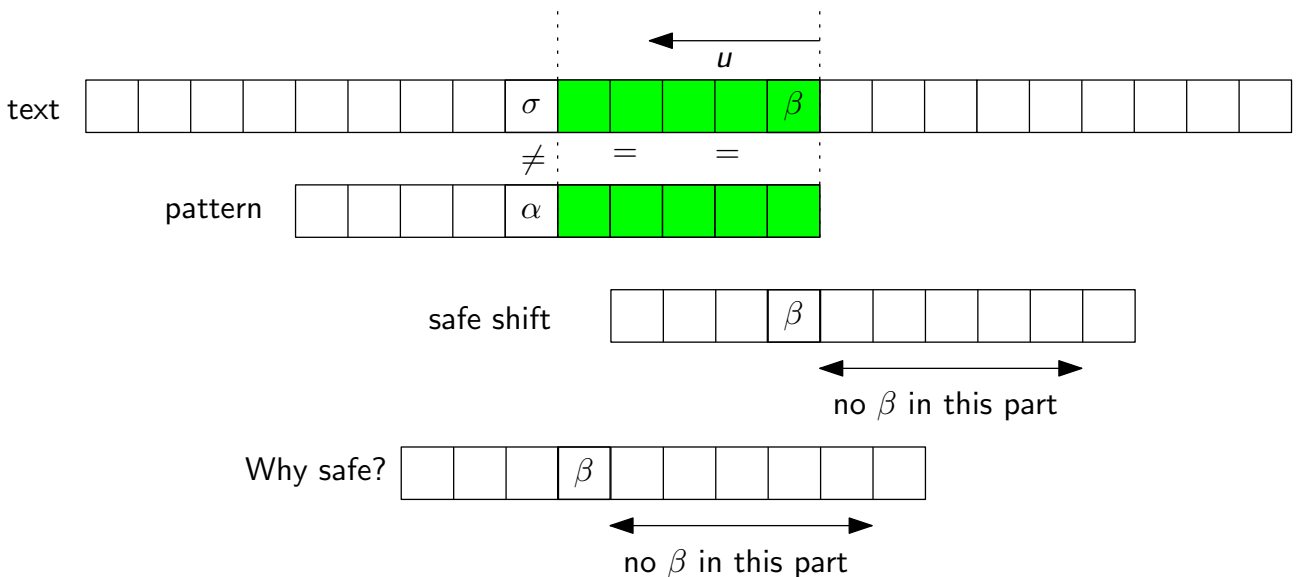 u
text σ β
≠ = =
pattern α
safe shift β
no β in this part
Why safe? β
no β in this part